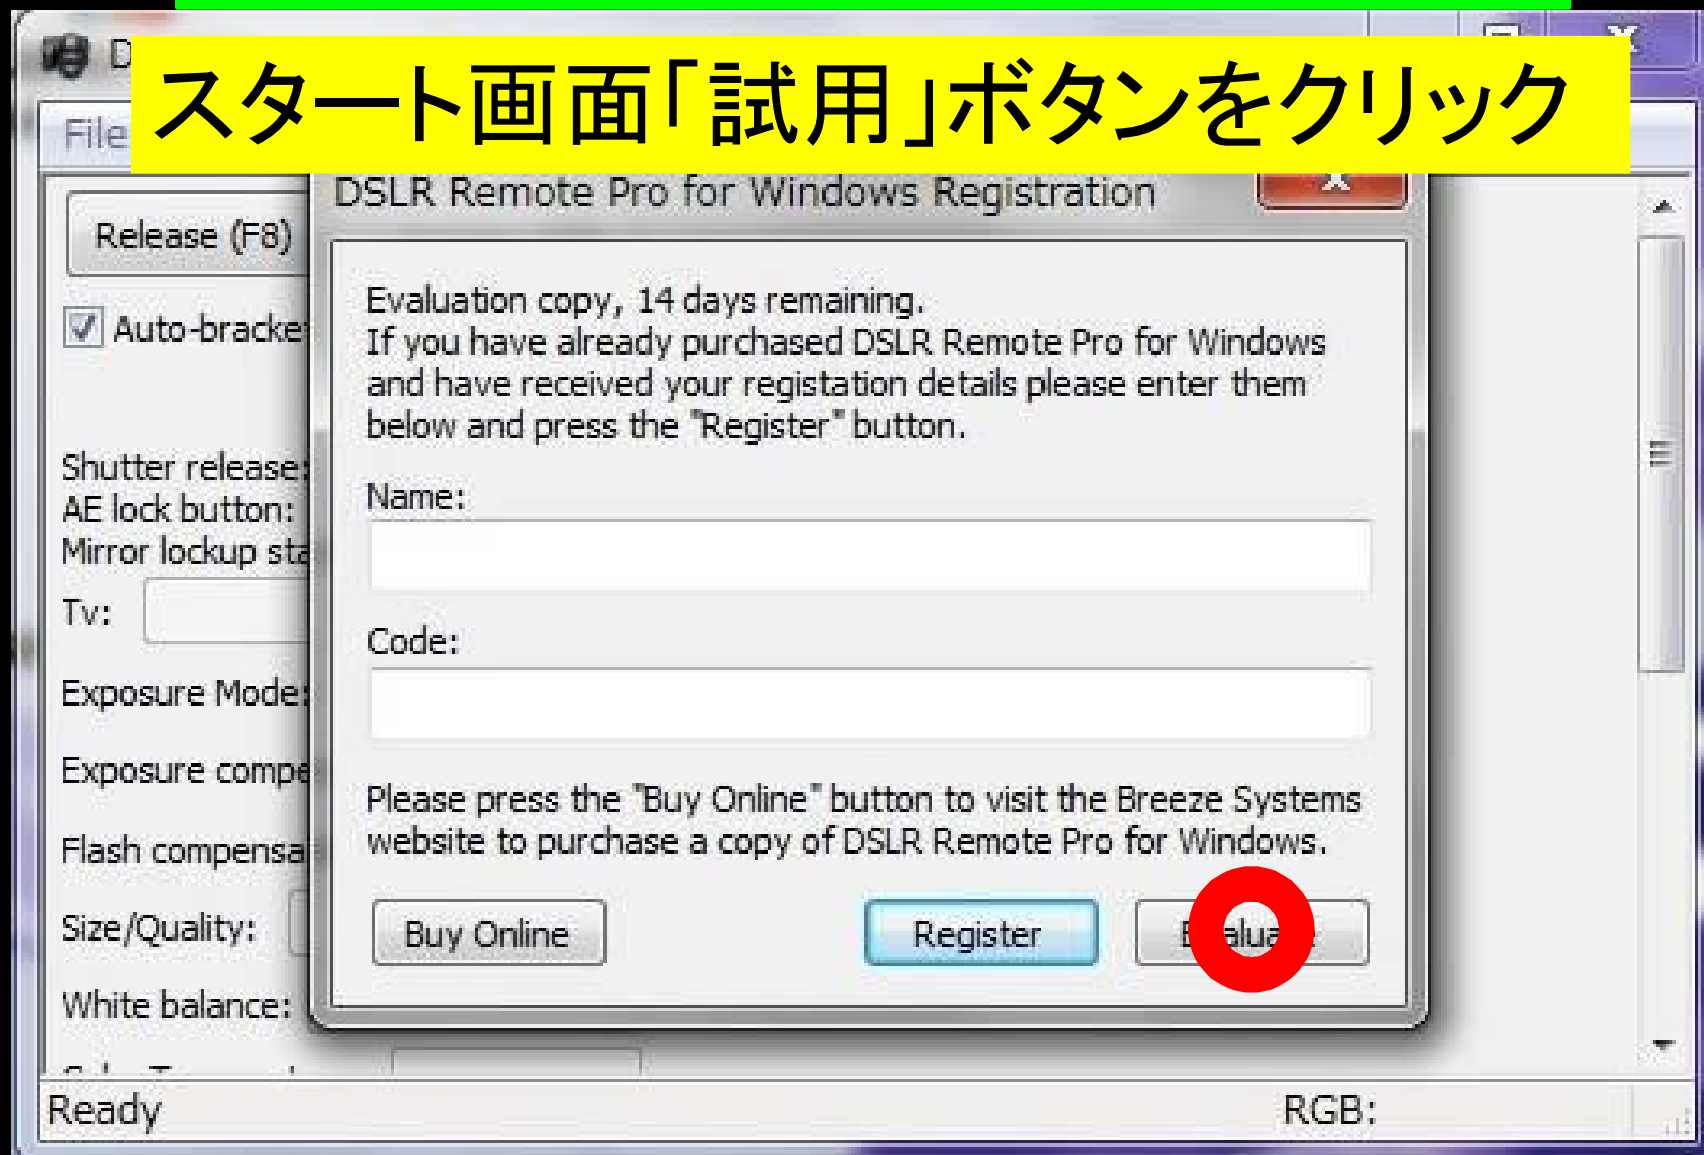 スタート画面「試用」ボタンをクリック
File
DSLR Remote Pro for Windows Registration
Release (F8)
Evaluation copy, 14 days remaining.
If you have already purchased DSLR Remote Pro for Windows
and have received your registation details please enter them
below and press the "Register" button.
Shutter release:
AE lock button:
Mirror lockup
Name:
Tv:
Code:
Exposure Mode:
Exposure
Please press the "Buy Online" button to visit the Breeze Systems
website to purchase a copy of DSLR Remote Pro for Windows.
Flash
Size/Quality:
Buy Online
Register
White balance:
Ready
RGB: